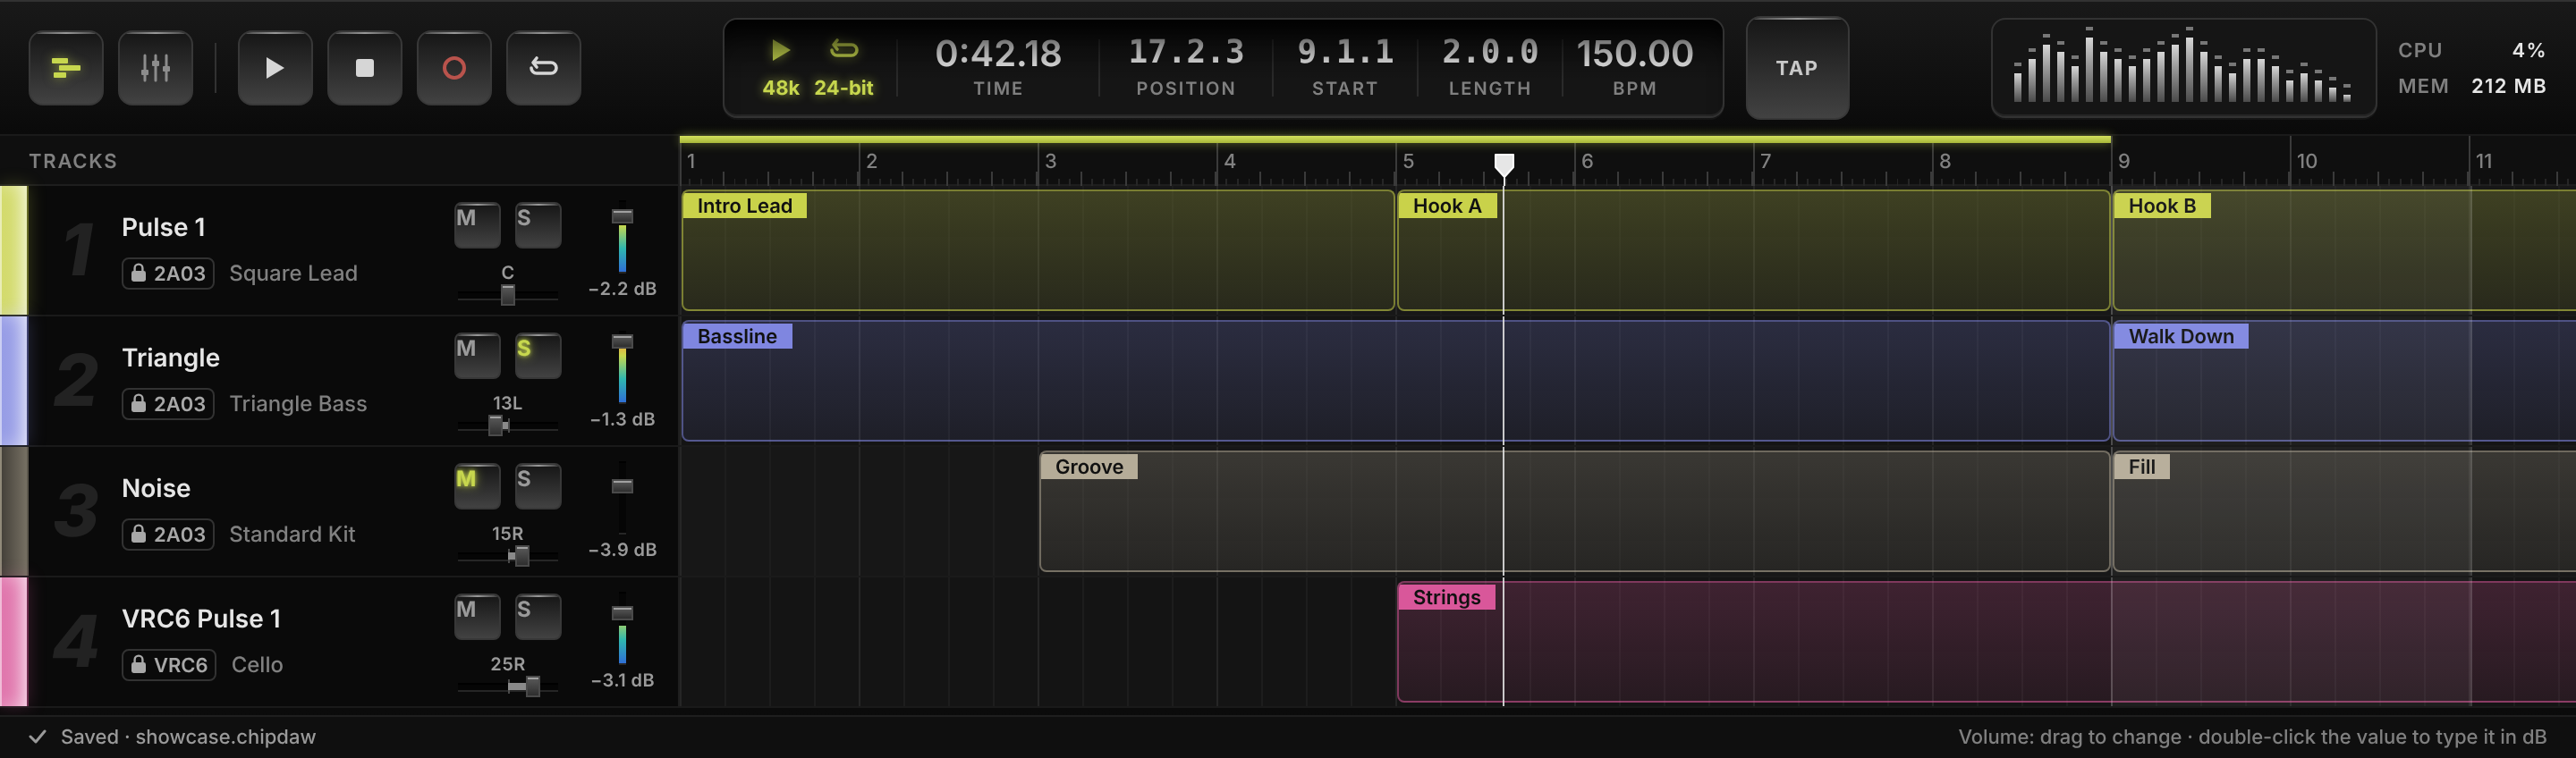 0:42.18 17.2.3 9.1.1 2.0.0 150.00
48k 24-bit TIME POSITION START LENGTH BPM
TAP
CPU 4%
MEM 212 MB
TRACKS
1 2 3 4 5 6 7 8 9 10 11
1
Pulse 1
2A03 Square Lead
M S
C
−2.2 dB
Intro Lead Hook A Hook B
2
Triangle
2A03 Triangle Bass
M S
13L
−1.3 dB
Bassline Walk Down
3
Noise
2A03 Standard Kit
M S
15R
−3.9 dB
Groove Fill
4
VRC6 Pulse 1
VRC6 Cello
M S
25R
−3.1 dB
Strings
Saved · showcase.chipdaw
Volume: drag to change · double-click the value to type it in dB